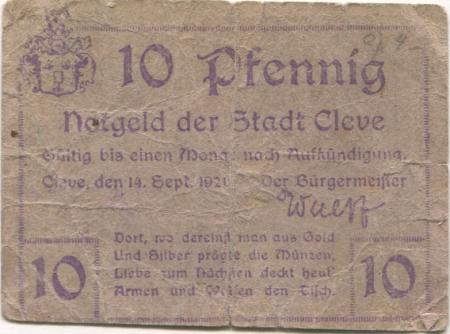 10 Pfennig
Notgeld der Stadt Cleve
Gültig bis einen Monat nach Aufkündigung.
Cleve, den 14. Sept. 1920 Der Bürgermeister
Dort, wo dereinst man aus Gold
Und Silber prägte die Münzen,
Liebe zum Nächsten deckt heut'
Armen und Waisen den Tisch.
10
10